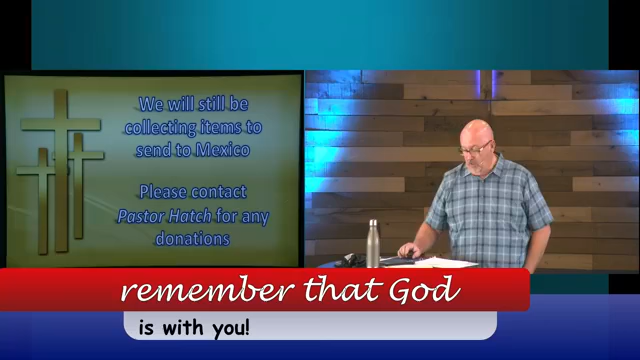 We will still be
collecting items to
send to Mexico
Please contact
Pastor Hatch for any
donations
remember that God
is with you!